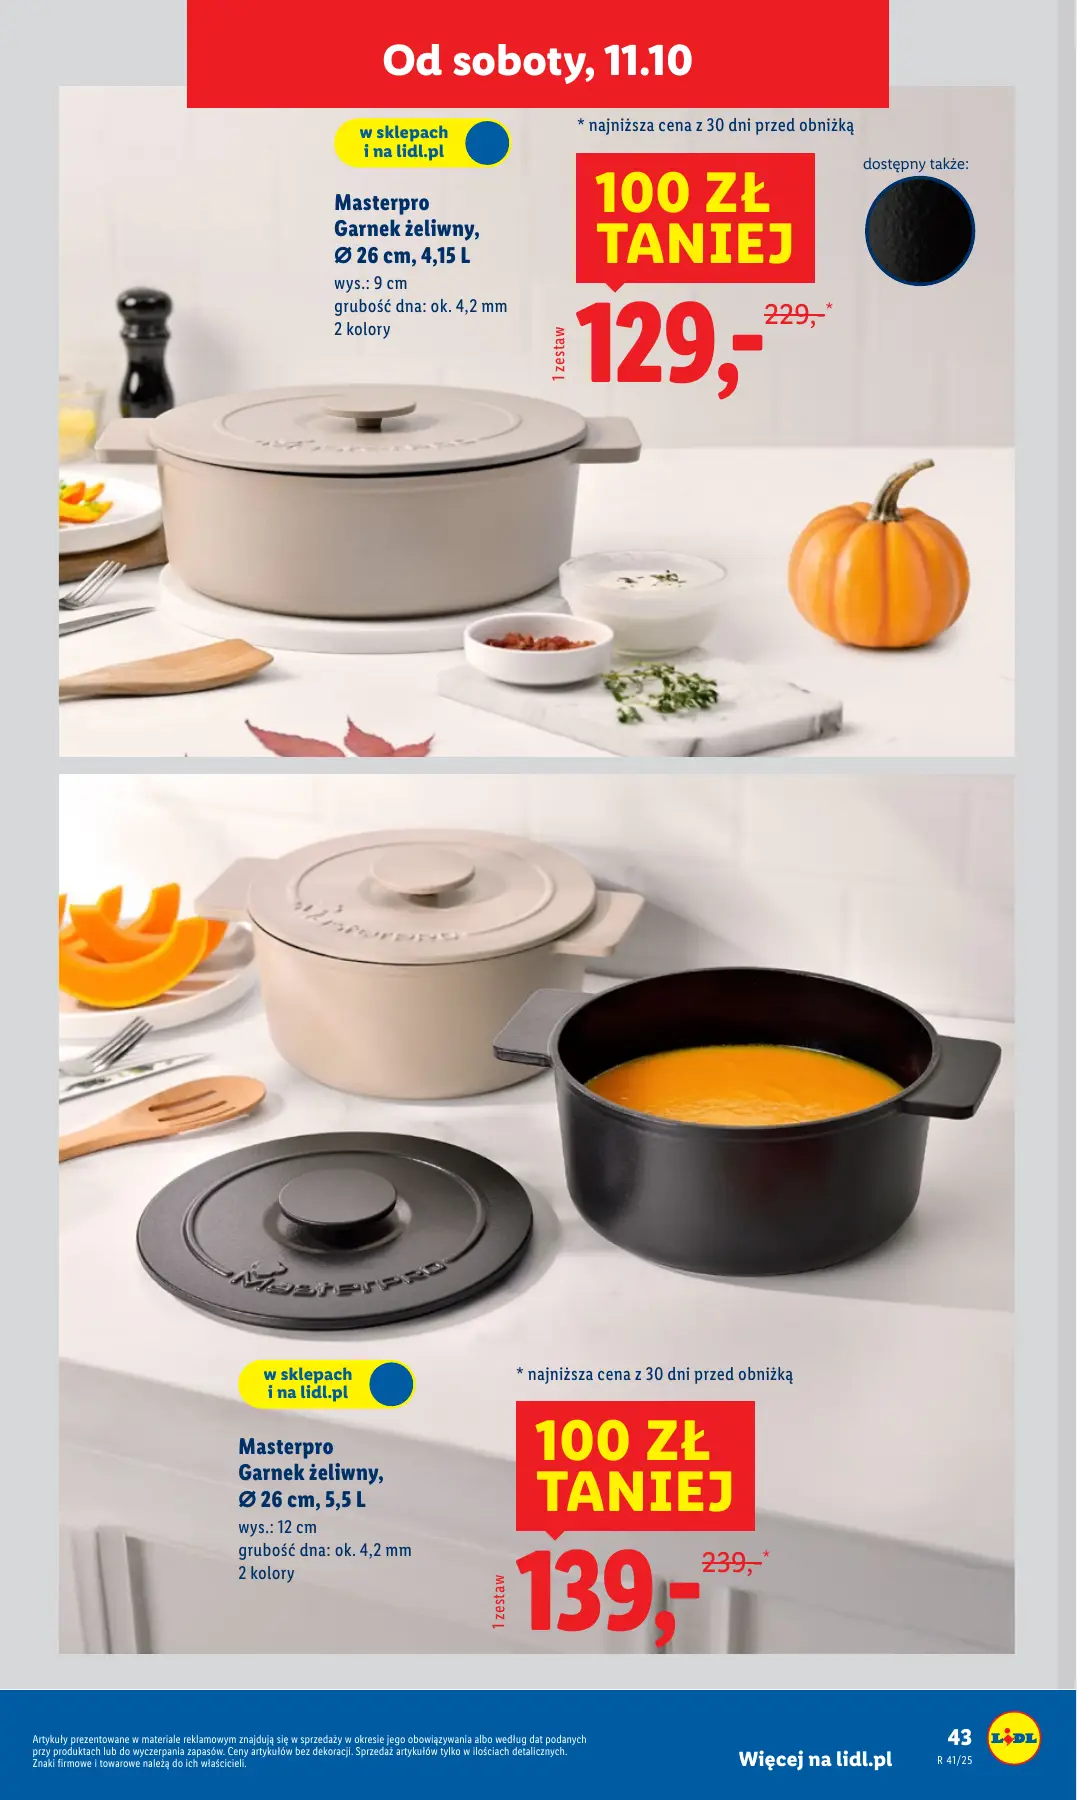 Od soboty, 11.10
w sklepach
i na lidl.pl
* najniższa cena z 30 dni przed obniżką
dostępny także:
Masterpro
Garnek żeliwny,
Ø 26 cm, 4,15 L
wys.: 9 cm
grubość dna: ok. 4,2 mm
2 kolory
100 ZŁ
TANIEJ
1 zestaw
129,-
229,-*
MasterPRO
MasterPRO
MasterPRO
w sklepach
i na lidl.pl
* najniższa cena z 30 dni przed obniżką
Masterpro
Garnek żeliwny,
Ø 26 cm, 5,5 L
wys.: 12 cm
grubość dna: ok. 4,2 mm
2 kolory
100 ZŁ
TANIEJ
1 zestaw
139,-
239,-*
Artykuły prezentowane w materiale reklamowym znajdują się w sprzedaży w okresie jego obowiązywania albo według dat podanych
przy produktach lub do wyczerpania zapasów. Ceny artykułów bez dekoracji. Sprzedaż artykułów tylko w ilościach detalicznych.
Znaki firmowe i towarowe należą do ich właścicieli.
Więcej na lidl.pl
43
R 41/25
LIDL